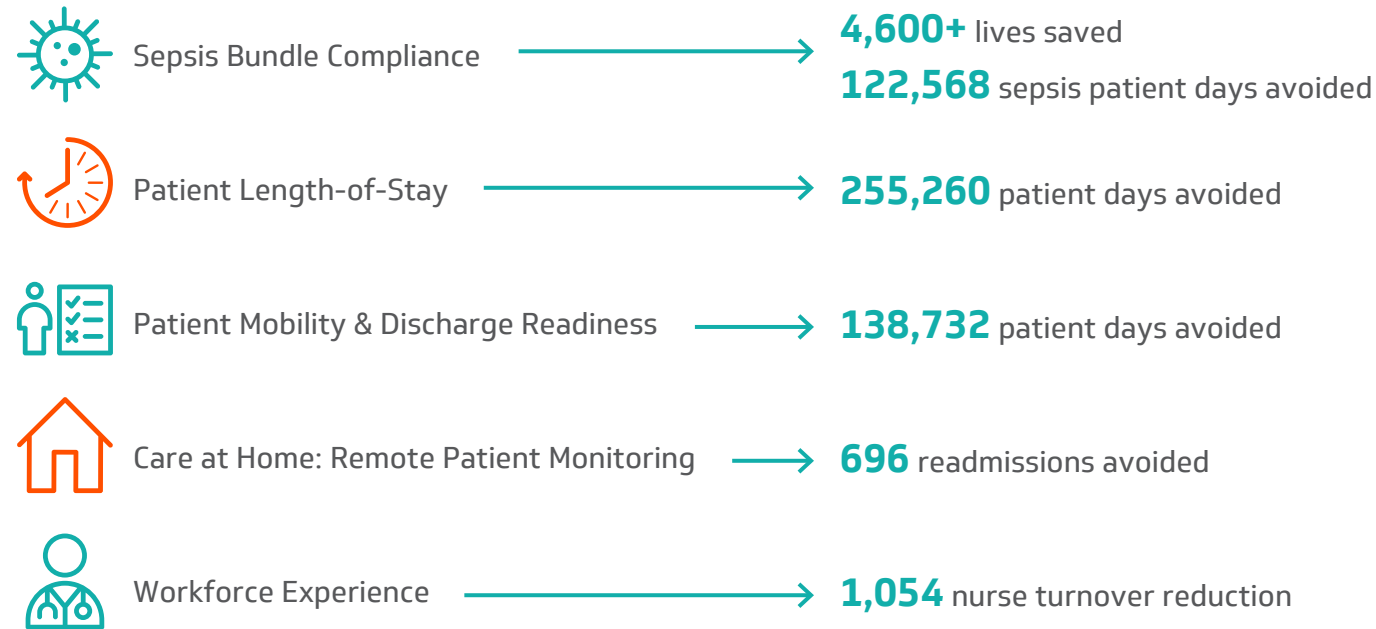 Sepsis Bundle Compliance
4,600+ lives saved
122,568 sepsis patient days avoided
Patient Length-of-Stay
255,260 patient days avoided
Patient Mobility & Discharge Readiness
138,732 patient days avoided
Care at Home: Remote Patient Monitoring
696 readmissions avoided
Workforce Experience
1,054 nurse turnover reduction